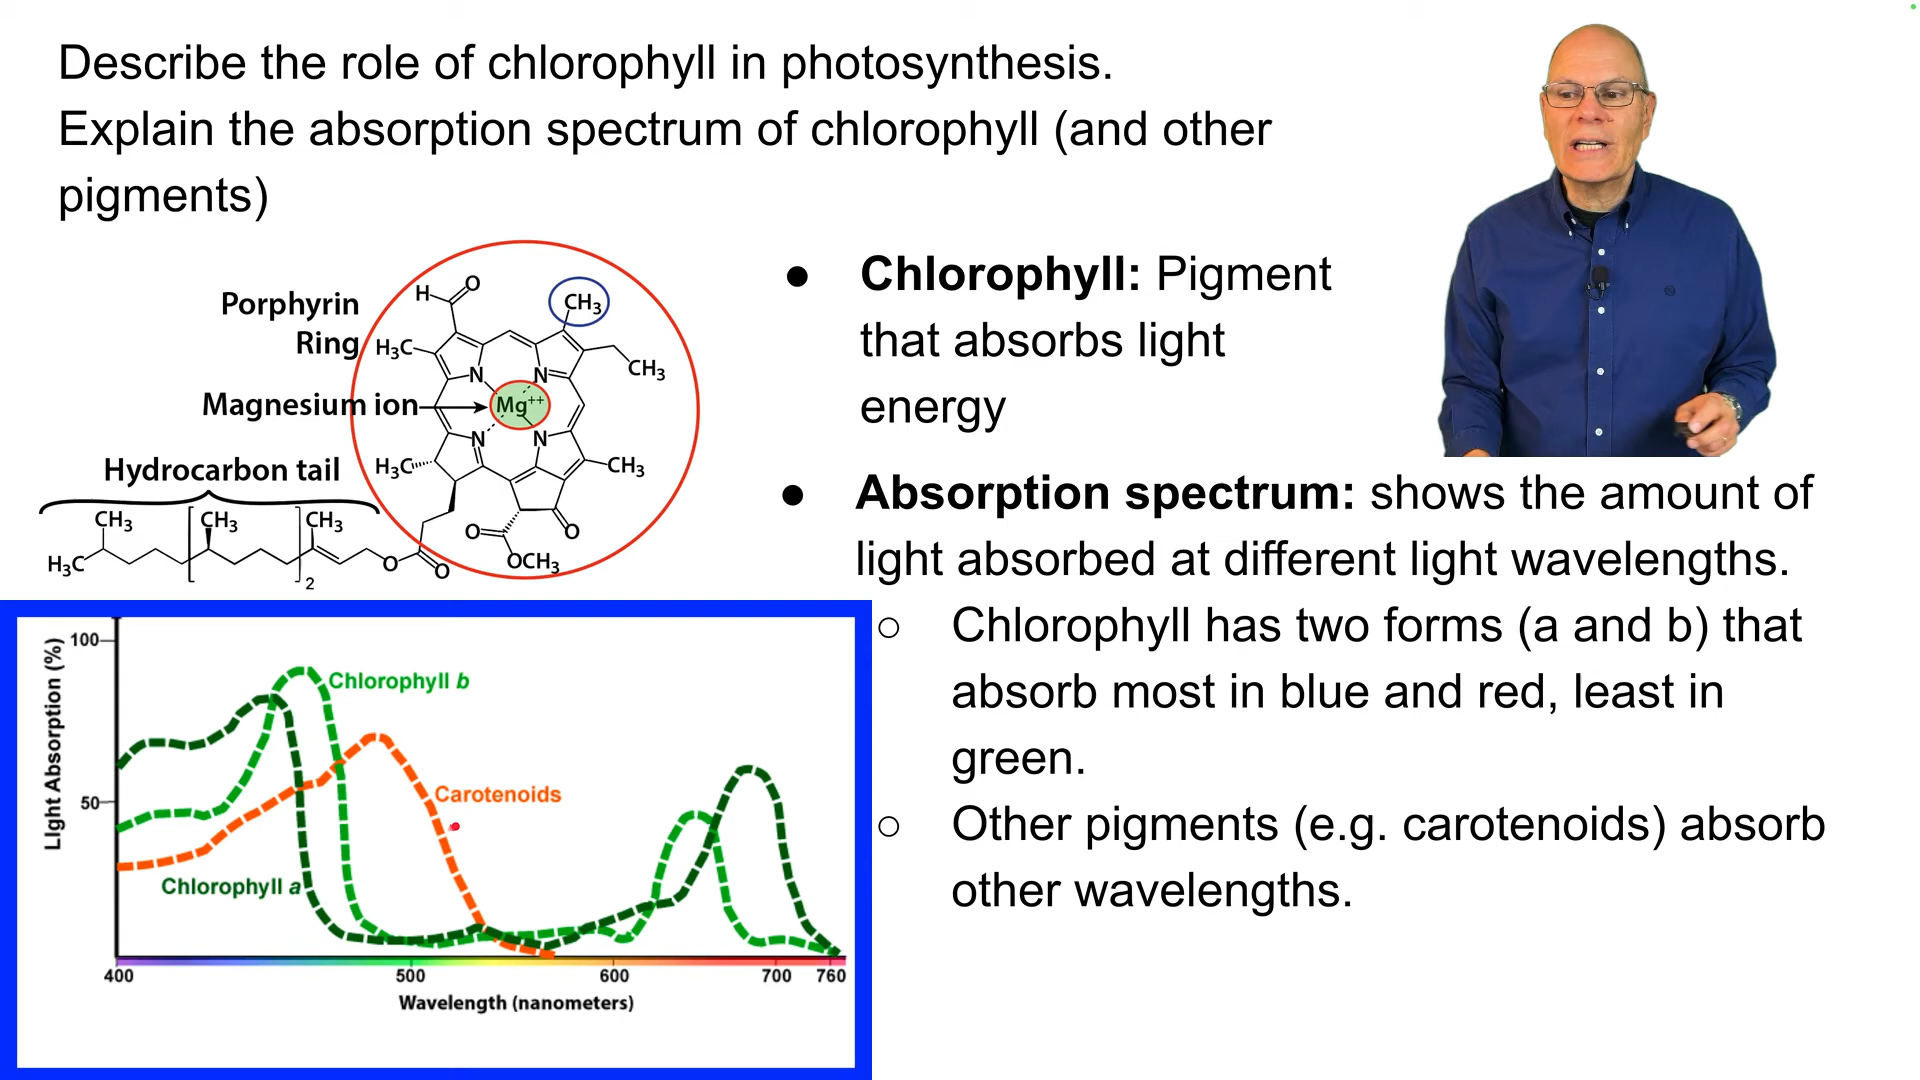 Describe the role of chlorophyll in photosynthesis.
Explain the absorption spectrum of chlorophyll (and other
pigments)
Porphyrin
Ring
Magnesium ion
Hydrocarbon tail
H
O
CH₃
H₃C
CH₃
N
N
Mg⁺⁺
N
N
H₃C
CH₃
O
O
OCH₃
CH₃
CH₃
CH₃
H₃C
2
O
O
● Chlorophyll: Pigment
that absorbs light
energy
● Absorption spectrum: shows the amount of
light absorbed at different light wavelengths.
○ Chlorophyll has two forms (a and b) that
absorb most in blue and red, least in
green.
○ Other pigments (e.g. carotenoids) absorb
other wavelengths.
LIght Absorption (%)
100
50
Chlorophyll b
Carotenoids
Chlorophyll a
400
500
600
700
760
Wavelength (nanometers)